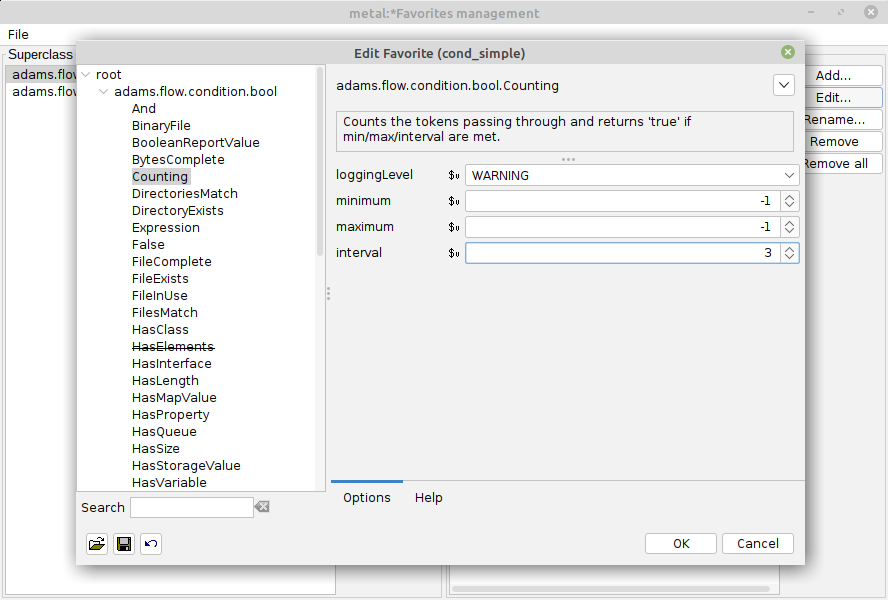 metal:*Favorites management
File
Superclass
adams.flow
adams.flow
Add...
Edit...
Rename...
Remove
Remove all
Edit Favorite (cond_simple)
root
adams.flow.condition.bool
And
BinaryFile
BooleanReportValue
BytesComplete
Counting
DirectoriesMatch
DirectoryExists
Expression
False
FileComplete
FileExists
FileInUse
FilesMatch
HasClass
HasElements
HasInterface
HasLength
HasMapValue
HasProperty
HasQueue
HasSize
HasStorageValue
HasVariable
Search
adams.flow.condition.bool.Counting
Counts the tokens passing through and returns 'true' if
min/max/interval are met.
loggingLevel $v WARNING
minimum $v -1
maximum $v -1
interval $v 3
Options Help
OK Cancel